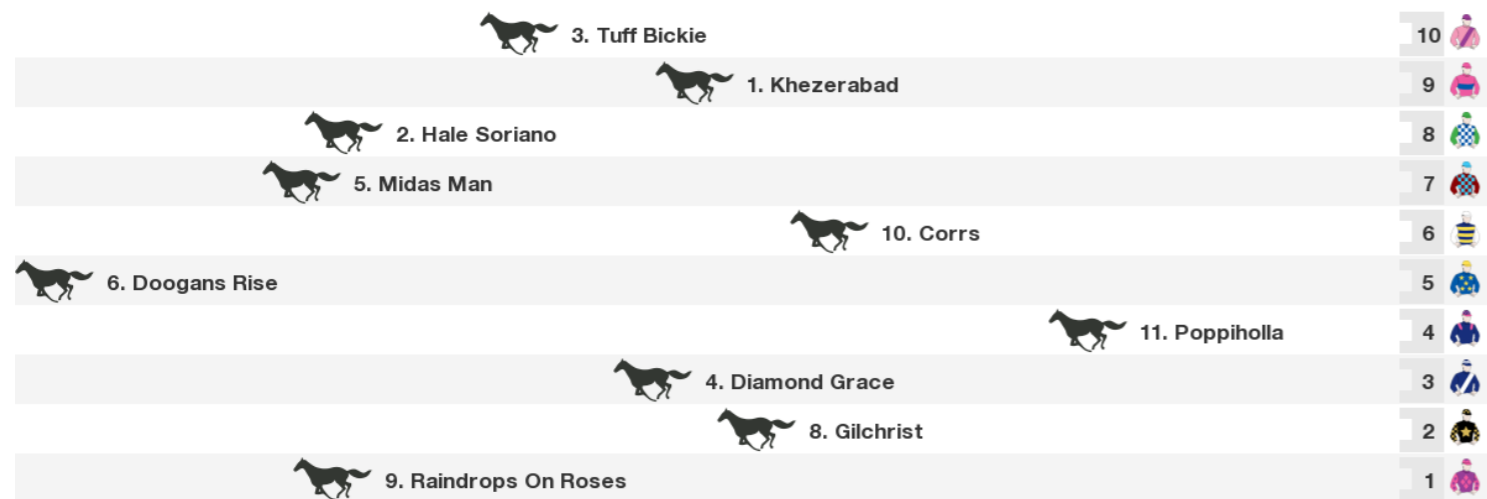 3. Tuff Bickie 10
1. Khezerabad 9
2. Hale Soriano 8
5. Midas Man 7
10. Corrs 6
6. Doogans Rise 5
11. Poppiholla 4
4. Diamond Grace 3
8. Gilchrist 2
9. Raindrops On Roses 1